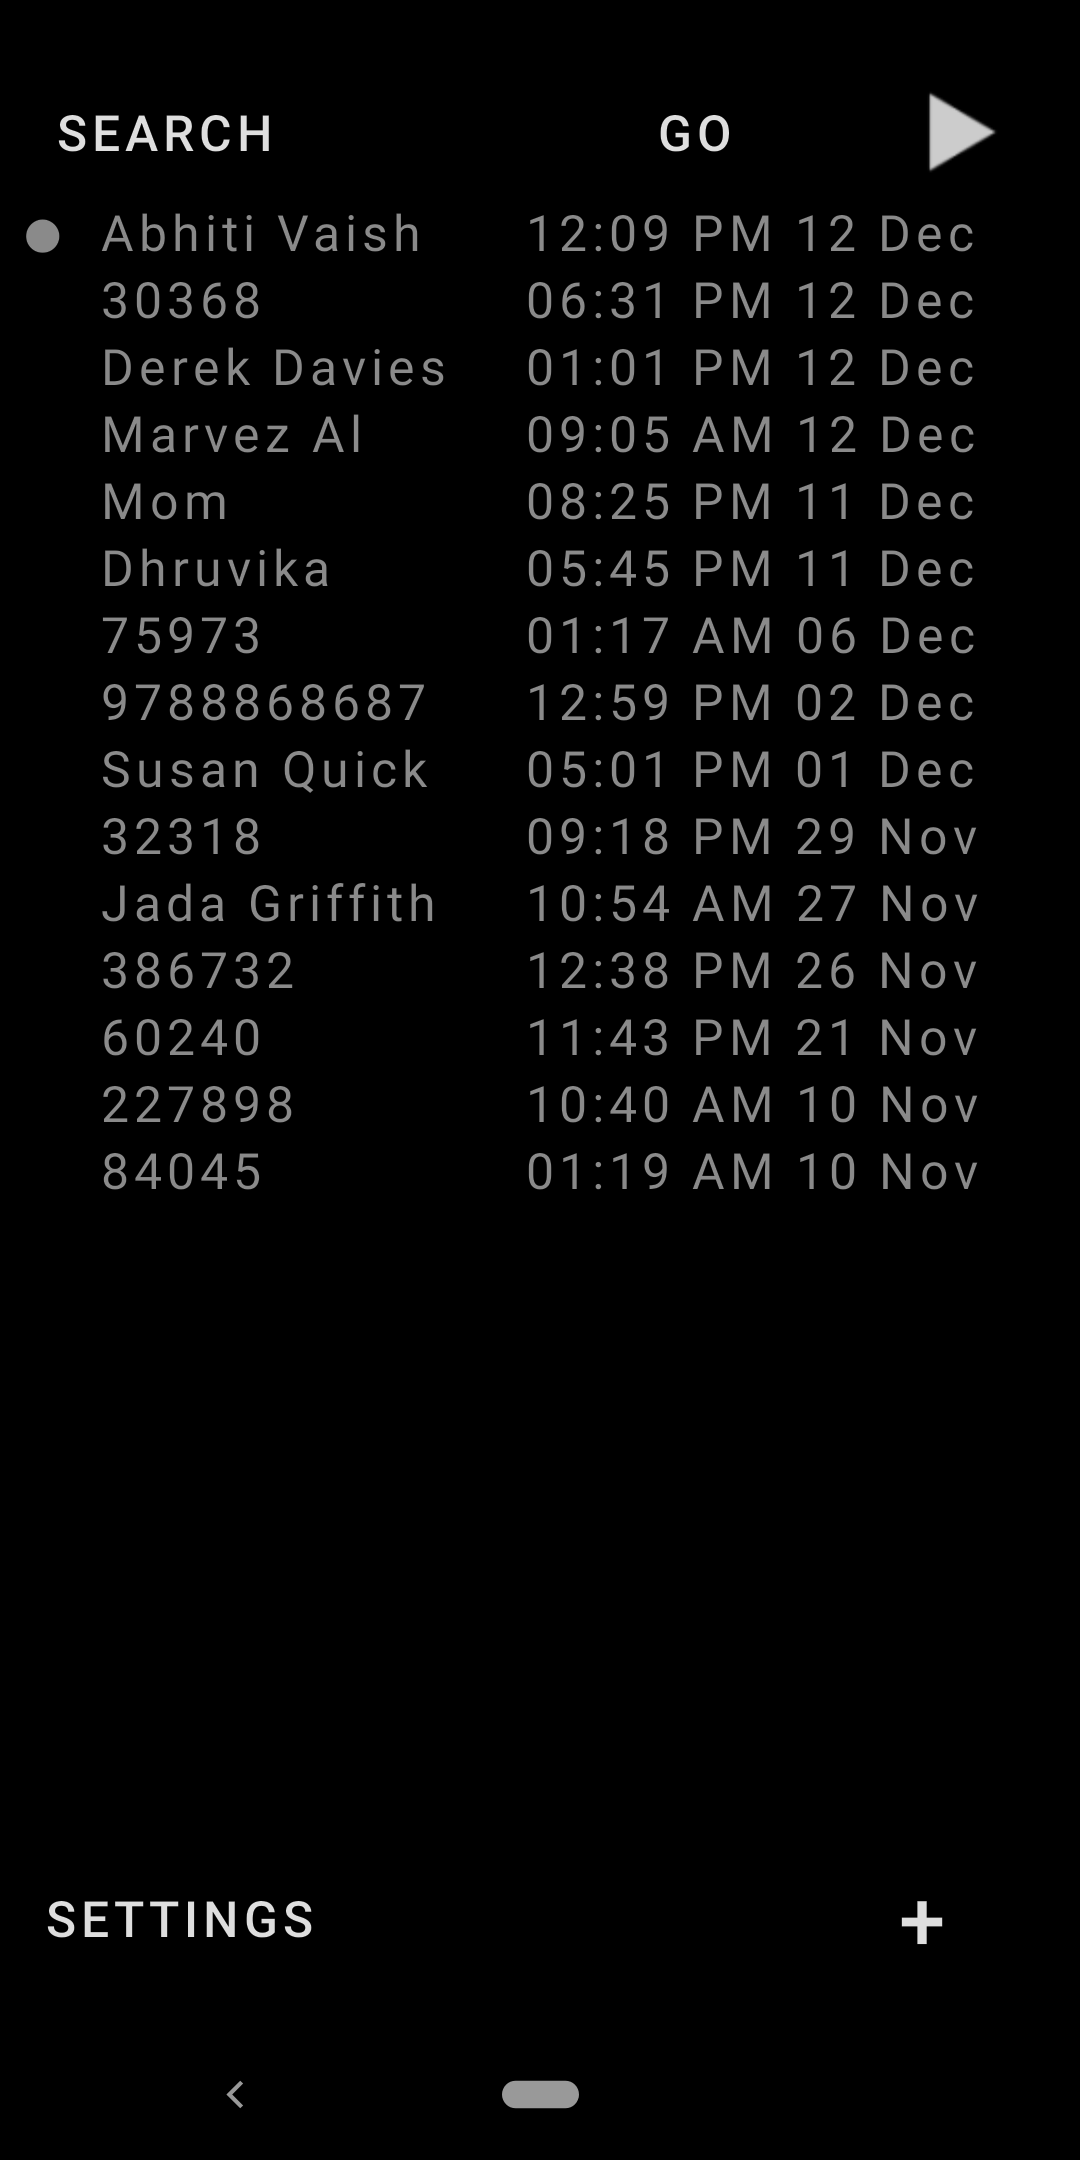 SEARCH GO
Abhiti Vaish 12:09 PM 12 Dec
30368 06:31 PM 12 Dec
Derek Davies 01:01 PM 12 Dec
Marvez Al 09:05 AM 12 Dec
Mom 08:25 PM 11 Dec
Dhruvika 05:45 PM 11 Dec
75973 01:17 AM 06 Dec
9788868687 12:59 PM 02 Dec
Susan Quick 05:01 PM 01 Dec
32318 09:18 PM 29 Nov
Jada Griffith 10:54 AM 27 Nov
386732 12:38 PM 26 Nov
60240 11:43 PM 21 Nov
227898 10:40 AM 10 Nov
84045 01:19 AM 10 Nov
SETTINGS +